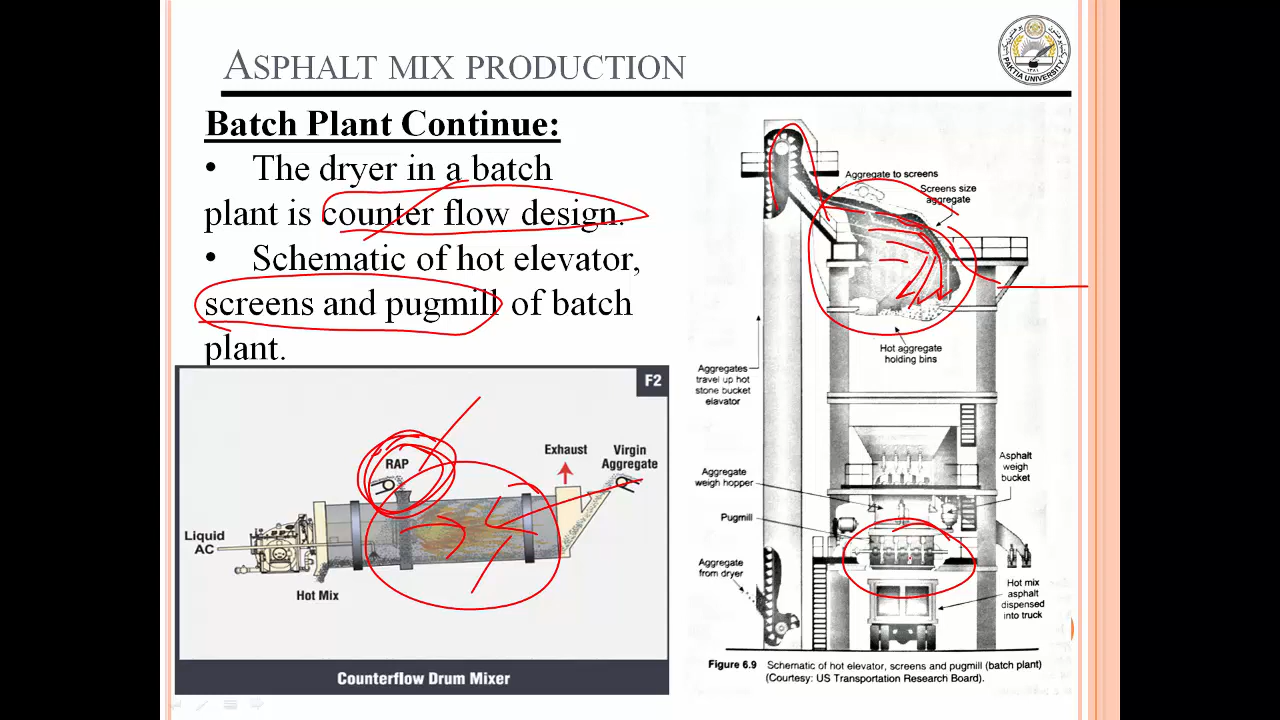 ASPHALT MIX PRODUCTION
PAKTIA UNIVERSITY
Batch Plant Continue:
• The dryer in a batch
plant is counter flow design.
• Schematic of hot elevator,
screens and pugmill of batch
plant.
F2
RAP
Exhaust
Virgin
Aggregate
Liquid
AC
Hot Mix
Counterflow Drum Mixer
Aggregate to screens
Screens size
aggregate
Hot aggregate
holding bins
Aggregates
travel up hot
stone bucket
elavator
Aggregate
weigh hopper
Asphalt
weigh
bucket
Pugmill
Aggregate
from dryer
Hot mix
asphalt
dispensed
into truck
Figure 6.9 Schematic of hot elevator, screens and pugmill (batch plant)
(Courtesy: US Transportation Research Board).